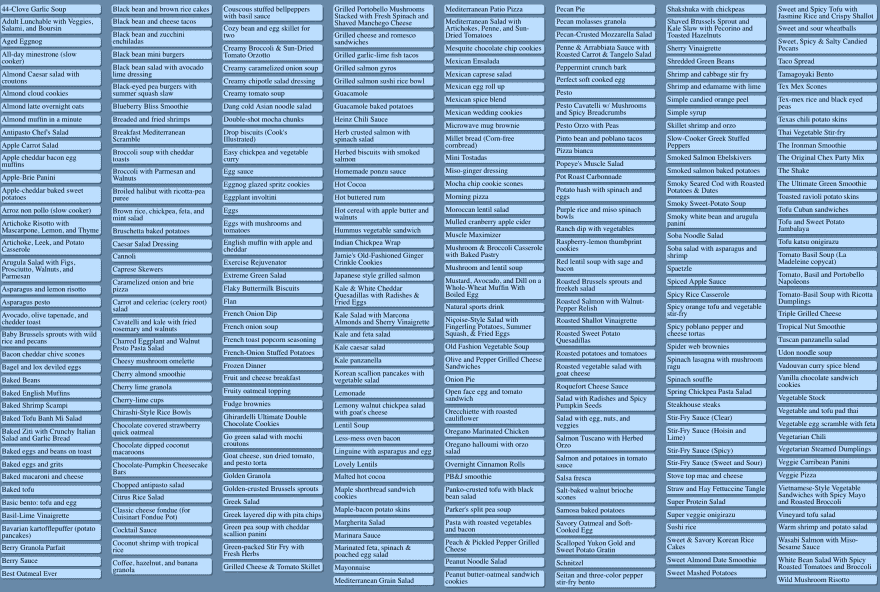 44-Clove Garlic Soup
Adult Lunchable with Veggies,
Salami, and Boursin
Aged Eggnog
All-day minestrone (slow
cooker)
Almond Caesar salad with
croutons
Almond cloud cookies
Almond latte overnight oats
Almond muffin in a minute
Antipasto Chef's Salad
Apple Carrot Salad
Apple cheddar bacon egg
muffins
Apple-Brie Panini
Apple-cheddar baked sweet
potatoes
Arroz non pollo (slow cooker)
Artichoke Risotto with
Mascarpone, Lemon, and Thyme
Artichoke, Leek, and Potato
Casserole
Arugula Salad with Figs,
Prosciutto, Walnuts, and
Parmesan
Asparagus and lemon risotto
Asparagus pesto
Avocado, olive tapenade, and
chedder toast
Baby Brussels sprouts with wild
rice and pecans
Bacon cheddar chive scones
Bagel and lox deviled eggs
Baked Beans
Baked English Muffins
Baked Shrimp Scampi
Baked Tofu Banh Mi Salad
Baked Ziti with Crunchy Italian
Salad and Garlic Bread
Baked eggs and beans on toast
Baked eggs and grits
Baked macaroni and cheese
Baked tofu
Basic bento: tofu and egg
Basil-Lime Vinaigrette
Bavarian kartoffelpuffer (potato
pancakes)
Berry Granola Parfait
Berry Sauce
Best Oatmeal Ever
Black bean and brown rice cakes
Black bean and cheese tacos
Black bean and zucchini
enchiladas
Black bean mini burgers
Black bean salad with avocado
lime dressing
Black-eyed pea burgers with
summer squash slaw
Blueberry Bliss Smoothie
Breaded and fried shrimps
Breakfast Mediterranean
Scramble
Broccoli soup with cheddar
toasts
Broccoli with Parmesan and
Walnuts
Broiled halibut with ricotta-pea
puree
Brown rice, chickpea, feta, and
mint salad
Bruschetta baked potatoes
Caesar Salad Dressing
Cannoli
Caprese Skewers
Caramelized onion and brie
pizza
Carrot and celeriac (celery root)
salad
Cavatelli and kale with fried
rosemary and walnuts
Charred Eggplant and Walnut
Pesto Pasta Salad
Cheesy mushroom omelette
Cherry almond smoothie
Cherry lime granola
Cherry-lime cups
Chirashi-Style Rice Bowls
Chocolate covered strawberry
quick oatmeal
Chocolate dipped coconut
macaroons
Chocolate-Pumpkin Cheesecake
Bars
Chopped antipasto salad
Citrus Rice Salad
Classic cheese fondue (for
Cuisinart Fondue Pot)
Cocktail Sauce
Coconut shrimp with tropical
rice
Coffee, hazelnut, and banana
granola
Couscous stuffed bellpeppers
with basil sauce
Cozy bean and egg skillet for
two
Creamy Broccoli & Sun-Dried
Tomato Orzotto
Creamy caramelized onion soup
Creamy chipotle salad dressing
Creamy tomato soup
Dang cold Asian noodle salad
Double-shot mocha chunks
Drop biscuits (Cook's
Illustrated)
Easy chickpea and vegetable
curry
Egg sauce
Eggnog glazed spritz cookies
Eggplant involtini
Eggs
Eggs with mushrooms and
tomatoes
English muffin with apple and
cheddar
Exercise Rejuvenator
Extreme Green Salad
Flaky Buttermilk Biscuits
Flan
French Onion Dip
French onion soup
French toast popcorn seasoning
French-Onion Stuffed Potatoes
Frozen Dinner
Fruit and cheese breakfast
Fruity oatmeal topping
Fudge brownies
Ghirardelli Ultimate Double
Chocolate Cookies
Go green salad with mochi
croutons
Goat cheese, sun dried tomato,
and pesto torta
Golden Granola
Golden-crusted Brussels sprouts
Greek Salad
Greek layered dip with pita chips
Green pea soup with cheddar
scallion panini
Green-packed Stir Fry with
Fresh Herbs
Grilled Cheese & Tomato Skillet
Grilled Portobello Mushrooms
Stacked with Fresh Spinach and
Shaved Manchego Cheese
Grilled cheese and romesco
sandwiches
Grilled garlic-lime fish tacos
Grilled salmon gyros
Grilled salmon sushi rice bowl
Guacamole
Guacamole baked potatoes
Heinz Chili Sauce
Herb crusted salmon with
spinach salad
Herbed biscuits with smoked
salmon
Homemade ponzu sauce
Hot Cocoa
Hot buttered rum
Hot cereal with apple butter and
walnuts
Hummus vegetable sandwich
Indian Chickpea Wrap
Jamie's Old-Fashioned Ginger
Crinkle Cookies
Japanese style grilled salmon
Kale & White Cheddar
Quesadillas with Radishes &
Fried Eggs
Kale Salad with Marcona
Almonds and Sherry Vinaigrette
Kale and feta salad
Kale caesar salad
Kale panzanella
Korean scallion pancakes with
vegetable salad
Lemonade
Lemony walnut chickpea salad
with goat's cheese
Lentil Soup
Less-mess oven bacon
Linguine with asparagus and egg
Lovely Lentils
Malted hot cocoa
Maple shortbread sandwich
cookies
Maple-bacon potato skins
Margherita Salad
Marinara Sauce
Marinated feta, spinach &
poached egg salad
Mayonnaise
Mediterranean Grain Salad
Mediterranean Patio Pizza
Mediterranean Salad with
Artichokes, Penne, and Sun-
Dried Tomatoes
Mesquite chocolate chip cookies
Mexican Ensalada
Mexican caprese salad
Mexican egg roll up
Mexican spice blend
Mexican wedding cookies
Microwave mug brownie
Millet bread (Corn-free
cornbread)
Mini Tostadas
Miso-ginger dressing
Mocha chip cookie scones
Morning pizza
Moroccan lentil salad
Mulled cranberry apple cider
Muscle Maximizer
Mushroom & Broccoli Casserole
with Baked Pastry
Mushroom and lentil soup
Mustard, Avocado, and Dill on a
Whole-Wheat Muffin With
Boiled Egg
Natural sports drink
Niçoise-Style Salad with
Fingerling Potatoes, Summer
Squash, & Fried Eggs
Old Fashion Vegetable Soup
Olive and Pepper Grilled Cheese
Sandwiches
Onion Pie
Open face egg and tomato
sandwich
Orecchiette with roasted
cauliflower
Oregano Marinated Chicken
Oregano halloumi with orzo
salad
Overnight Cinnamon Rolls
PB&J smoothie
Panko-crusted tofu with black
bean salad
Parker's split pea soup
Pasta with roasted vegetables
and bacon
Peach & Pickled Pepper Grilled
Cheese
Peanut Noodle Salad
Peanut butter-oatmeal sandwich
cookies
Pecan Pie
Pecan molasses granola
Pecan-Crusted Mozzarella Salad
Penne & Arrabbiata Sauce with
Roasted Carrot & Tangelo Salad
Peppermint crunch bark
Perfect soft cooked egg
Pesto
Pesto Cavatelli w/ Mushrooms
and Spicy Breadcrumbs
Pesto Orzo with Peas
Pinto bean and poblano tacos
Pizza bianca
Popeye's Muscle Salad
Pot Roast Carbonnade
Potato hash with spinach and
eggs
Purple rice and miso spinach
bowls
Ranch dip with vegetables
Raspberry-lemon thumbprint
cookies
Red lentil soup with sage and
bacon
Roasted Brussels sprouts and
freekeh salad
Roasted Salmon with Walnut-
Pepper Relish
Roasted Shallot Vinaigrette
Roasted Sweet Potato
Quesadillas
Roasted potatoes and tomatoes
Roasted vegetable salad with
goat cheese
Roquefort Cheese Sauce
Salad with Radishes and Spicy
Pumpkin Seeds
Salad with egg, nuts, and
veggies
Salmon Tuscano with Herbed
Orzo
Salmon and potatoes in tomato
sauce
Salsa fresca
Salt-baked walnut brioche
scones
Samosa baked potatoes
Savory Oatmeal and Soft-
Cooked Egg
Scalloped Yukon Gold and
Sweet Potato Gratin
Schnitzel
Seitan and three-color pepper
stir-fry bento
Shakshuka with chickpeas
Shaved Brussels Sprout and
Kale Slaw with Pecorino and
Toasted Hazelnuts
Sherry Vinaigrette
Shredded Green Beans
Shrimp and cabbage stir fry
Shrimp and edamame with lime
Simple candied orange peel
Simple syrup
Skillet shrimp and orzo
Slow-Cooker Greek Stuffed
Peppers
Smoked Salmon Ebelskivers
Smoked salmon baked potatoes
Smoky Seared Cod with Roasted
Potatoes & Dates
Smoky Sweet-Potato Soup
Smoky white bean and arugula
panini
Soba Noodle Salad
Soba salad with asparagus and
shrimp
Spaetzle
Spiced Apple Sauce
Spicy Rice Casserole
Spicy orange tofu and vegetable
stir-fry
Spicy poblano pepper and
cheese tortas
Spider web brownies
Spinach lasagna with mushroom
ragu
Spinach souffle
Spring Chickpea Pasta Salad
Steakhouse steaks
Stir-Fry Sauce (Clear)
Stir-Fry Sauce (Hoisin and
Lime)
Stir-Fry Sauce (Spicy)
Stir-Fry Sauce (Sweet and Sour)
Stove top mac and cheese
Straw and Hay Fettuccine Tangle
Super Protein Salad
Super veggie onigirazu
Sushi rice
Sweet & Savory Korean Rice
Cakes
Sweet Almond Date Smoothie
Sweet Mashed Potatoes
Sweet and Spicy Tofu with
Jasmine Rice and Crispy Shallot
Sweet and sour wheatballs
Sweet, Spicy & Salty Candied
Pecans
Taco Spread
Tamagoyaki Bento
Tex Mex Scones
Tex-mex rice and black eyed
peas
Texas chili potato skins
Thai Vegetable Stir-fry
The Ironman Smoothie
The Original Chex Party Mix
The Shake
The Ultimate Green Smoothie
Toasted ravioli potato skins
Tofu Cuban sandwiches
Tofu and Sweet Potato
Jambalaya
Tofu katsu onigirazu
Tomato Basil Soup (La
Madeleine copycat)
Tomato, Basil and Portobello
Napoleons
Tomato-Basil Soup with Ricotta
Dumplings
Triple Grilled Cheese
Tropical Nut Smoothie
Tuscan panzanella salad
Udon noodle soup
Vadouvan curry spice blend
Vanilla chocolate sandwich
cookies
Vegetable Stock
Vegetable and tofu pad thai
Vegetable egg scramble with feta
Vegetarian Chili
Vegetarian Steamed Dumplings
Veggie Carribean Panini
Veggie Pizza
Vietnamese-Style Vegetable
Sandwiches with Spicy Mayo
and Roasted Broccoli
Vineyard tofu salad
Warm shrimp and potato salad
Wasabi Salmon with Miso-
Sesame Sauce
White Bean Salad With Spicy
Roasted Tomatoes and Broccoli
Wild Mushroom Risotto